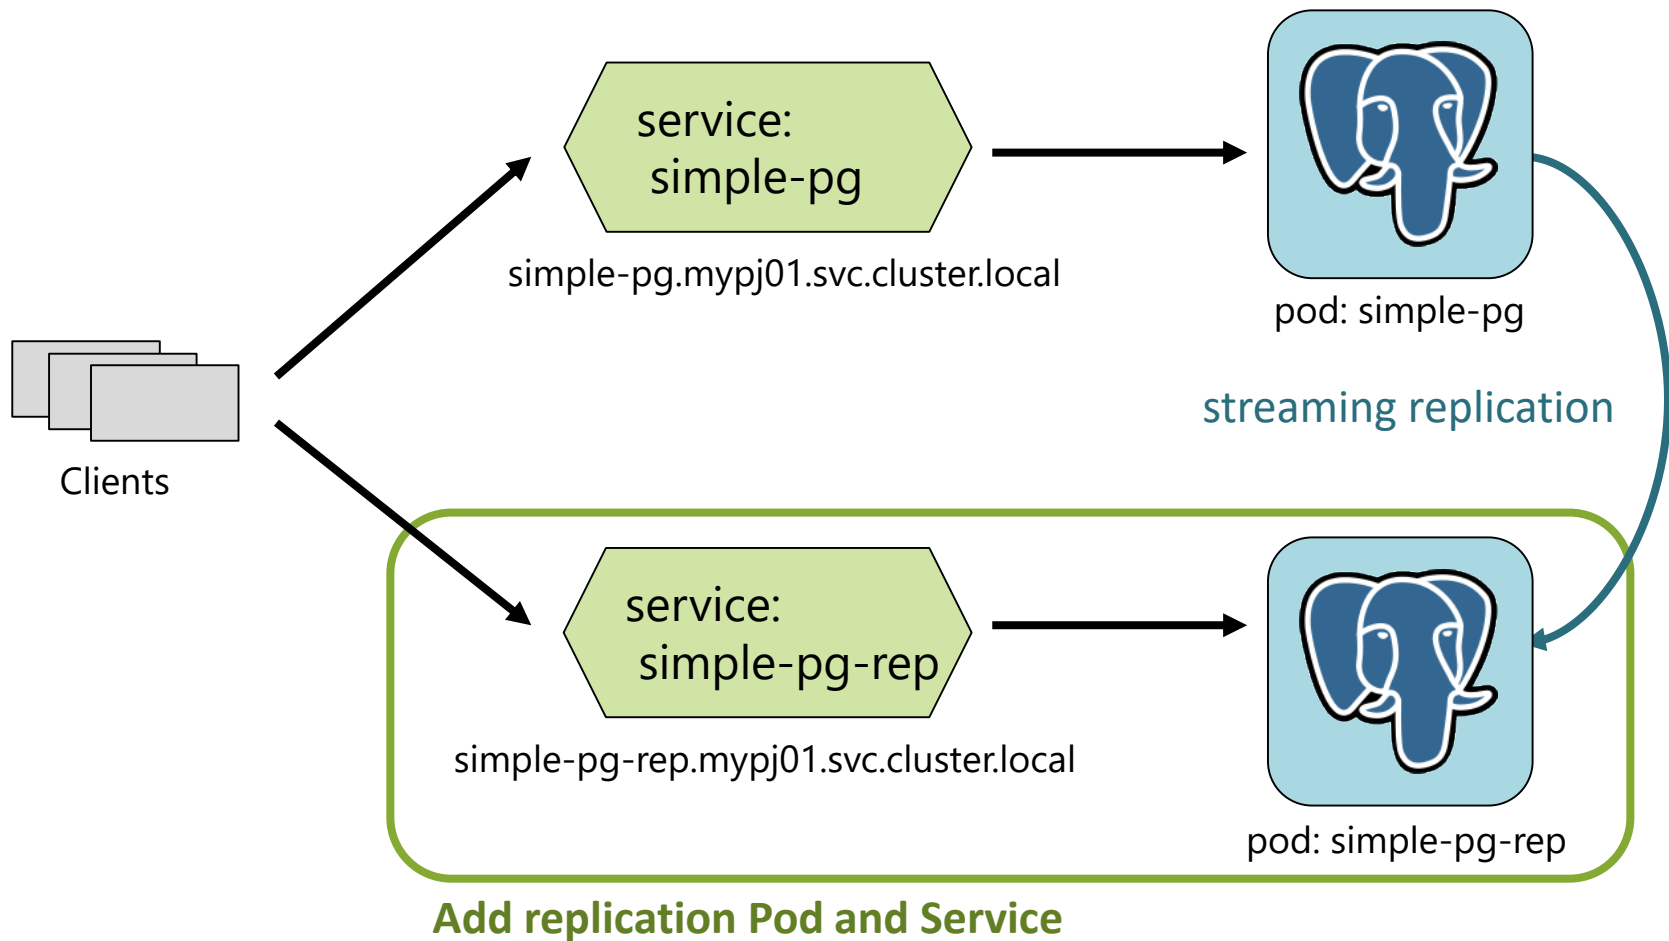 service:
simple-pg
simple-pg.mypj01.svc.cluster.local
pod: simple-pg
streaming replication
Clients
service:
simple-pg-rep
simple-pg-rep.mypj01.svc.cluster.local
pod: simple-pg-rep
Add replication Pod and Service